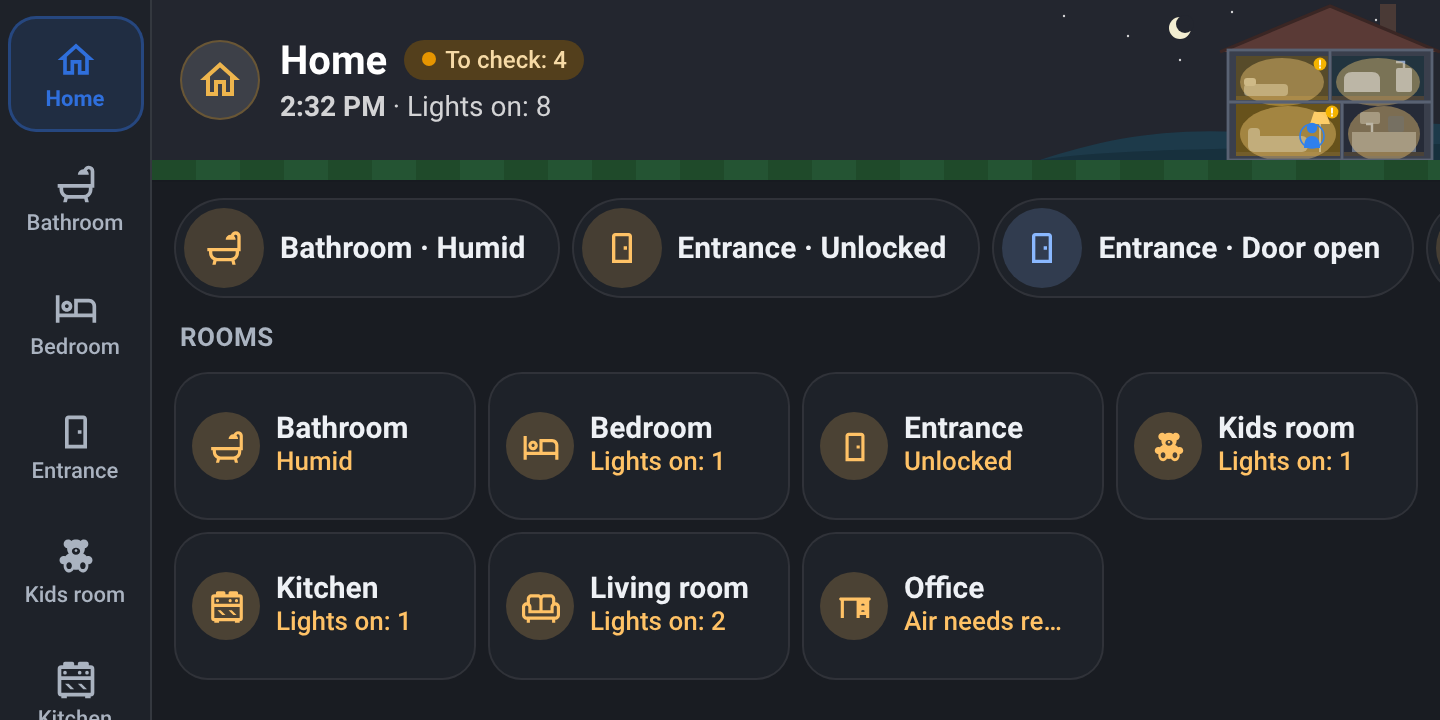 Home
Bathroom
Bedroom
Entrance
Kids room
Kitchen
Home
To check: 4
2:32 PM · Lights on: 8
Bathroom · Humid
Entrance · Unlocked
Entrance · Door open
ROOMS
Bathroom
Humid
Bedroom
Lights on: 1
Entrance
Unlocked
Kids room
Lights on: 1
Kitchen
Lights on: 1
Living room
Lights on: 2
Office
Air needs re...